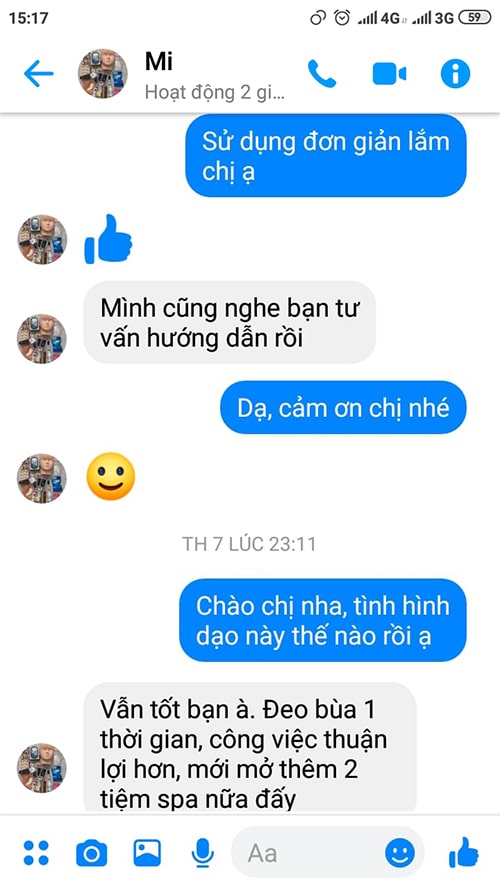 15:17
4G
3G
59
Mi
Hoạt động 2 gi...
Sử dụng đơn giản lắm
chị ạ
Mình cũng nghe bạn tư
vấn hướng dẫn rồi
Dạ, cảm ơn chị nhé
TH 7 LÚC 23:11
Chào chị nha, tình hình
dạo này thế nào rồi ạ
Vẫn tốt bạn à. Đeo bùa 1
thời gian, công việc thuận
lợi hơn, mới mở thêm 2
tiệm spa nữa đấy
Aa